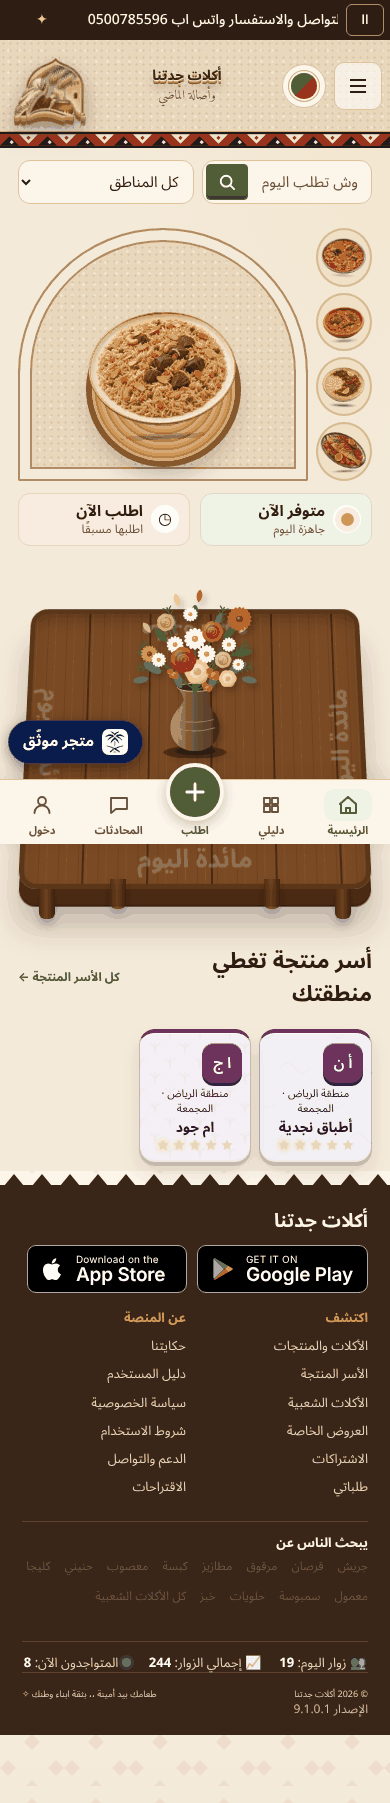 لتواصل والاستفسار واتس اب 0500785596
أكلات جدتنا
وأصالة الماضي
وش تطلب اليوم
كل المناطق
متوفر الآن
جاهزة اليوم
اطلب الآن
اطلبها مسبقًا
متجر موثّق
الرئيسية
دليلي
اطلب
المحادثات
دخول
مائدة اليوم
أسر منتجة تغطي منطقتك
كل الأسر المنتجة ←
أ ن
منطقة الرياض · المجمعة
أطباق نجدية
ا ج
منطقة الرياض · المجمعة
ام جود
أكلات جدتنا
GET IT ON
Google Play
Download on the
App Store
اكتشف
الأكلات والمنتجات
الأسر المنتجة
الأكلات الشعبية
العروض الخاصة
الاشتراكات
طلباتي
عن المنصة
حكايتنا
دليل المستخدم
سياسة الخصوصية
شروط الاستخدام
الدعم والتواصل
الاقتراحات
يبحث الناس عن
جريش قرصان مرقوق مطازيز كبسة معصوب حنيني كليجا
معمول سمبوسة حلويات خبز كل الأكلات الشعبية
زوار اليوم: 19
إجمالي الزوار: 244
المتواجدون الآن: 8
© 2026 أكلات جدتنا
الإصدار 9.1.0.1
طعامك بيد أمينة .. بثقة ابناء وطنك